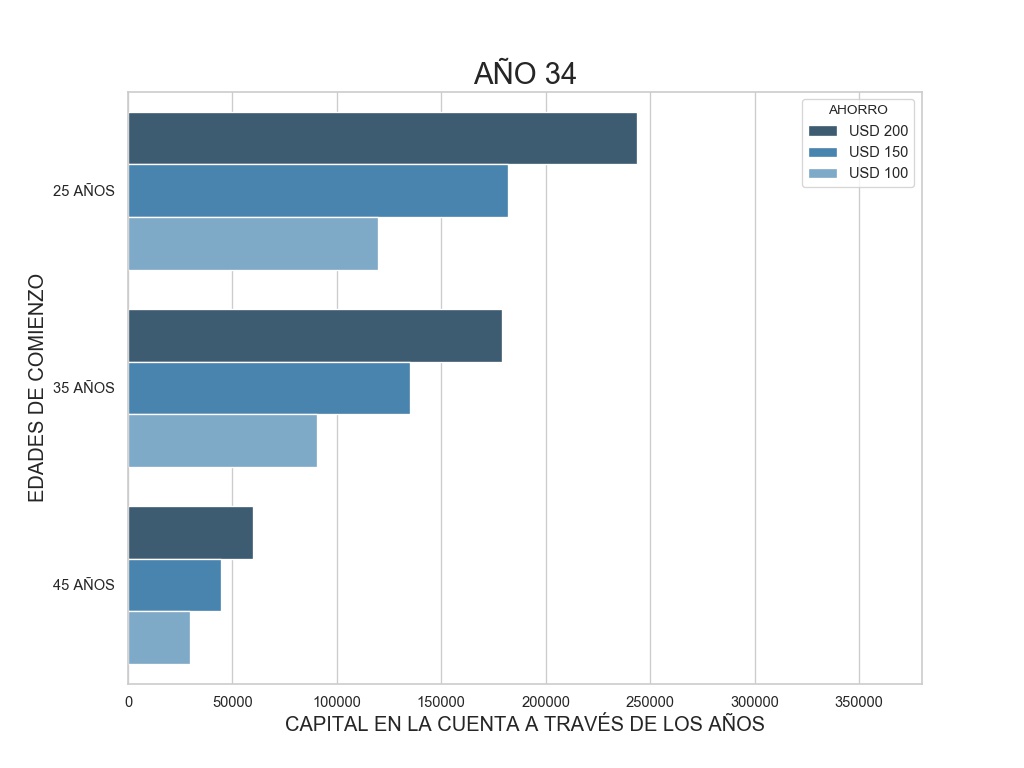 AÑO 34
AHORRO
USD 200
USD 150
USD 100
EDADES DE COMIENZO
25 AÑOS
35 AÑOS
45 AÑOS
0 50000 100000 150000 200000 250000 300000 350000
CAPITAL EN LA CUENTA A TRAVÉS DE LOS AÑOS